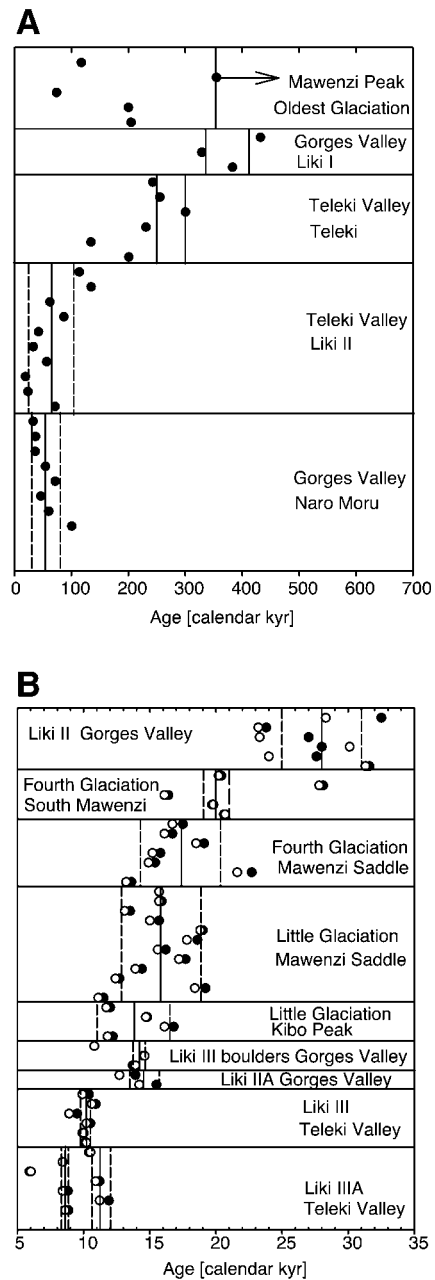 A
Mawenzi Peak
Oldest Glaciation
Gorges Valley
Liki I
Teleki Valley
Teleki
Teleki Valley
Liki II
Gorges Valley
Naro Moru
0 100 200 300 400 500 600 700
Age [calendar kyr]
B
Liki II Gorges Valley
Fourth Glaciation
South Mawenzi
Fourth Glaciation
Mawenzi Saddle
Little Glaciation
Mawenzi Saddle
Little Glaciation
Kibo Peak
Liki III boulders Gorges Valley
Liki IIA Gorges Valley
Liki III
Teleki Valley
Liki IIIA
Teleki Valley
5 10 15 20 25 30 35
Age [calendar kyr]